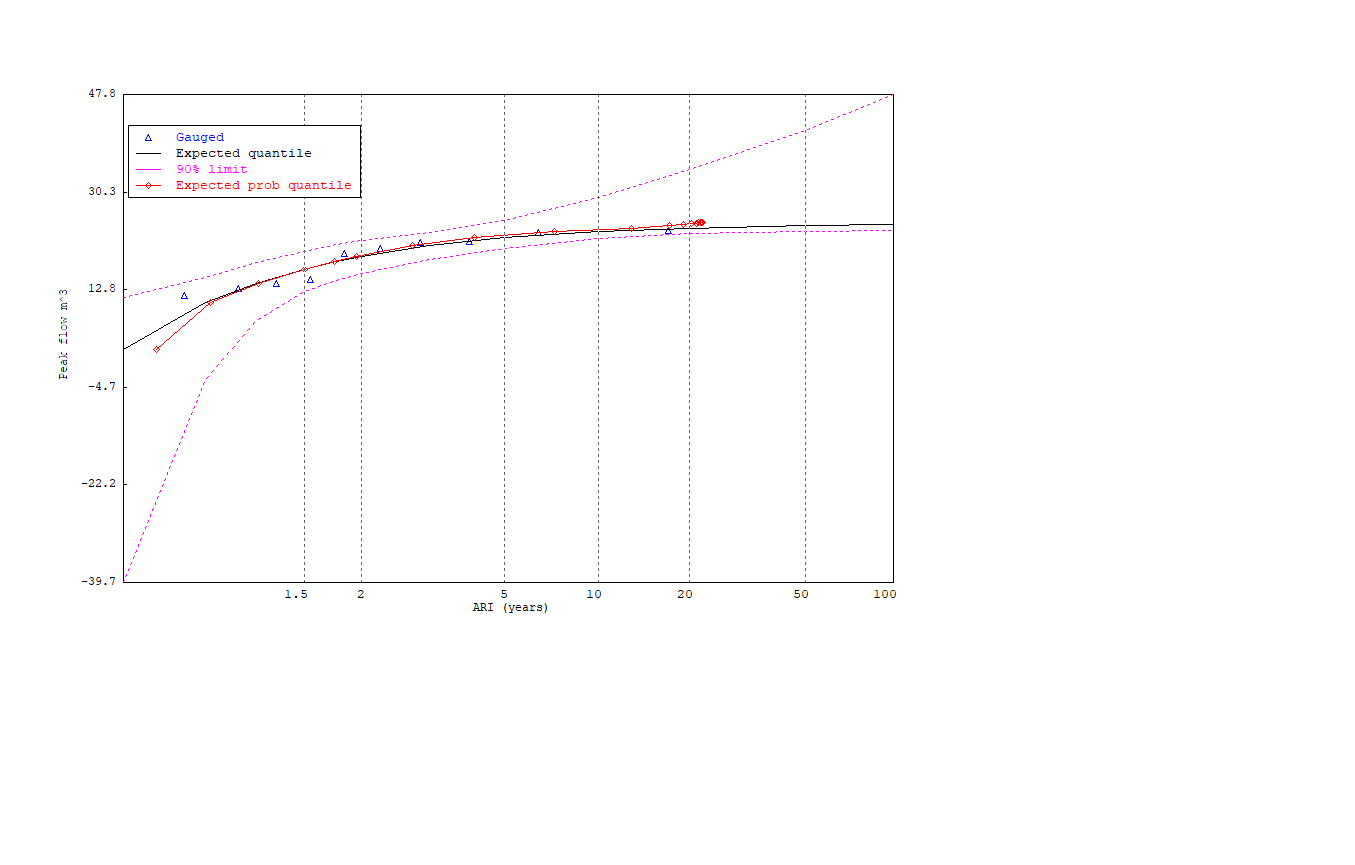 47.8
Gauged
Expected quantile
90% limit
Expected prob quantile
30.3
12.8
Peak flow m^3
-4.7
-22.2
-39.7
1.5 2 5 10 20 50 100
ARI (years)